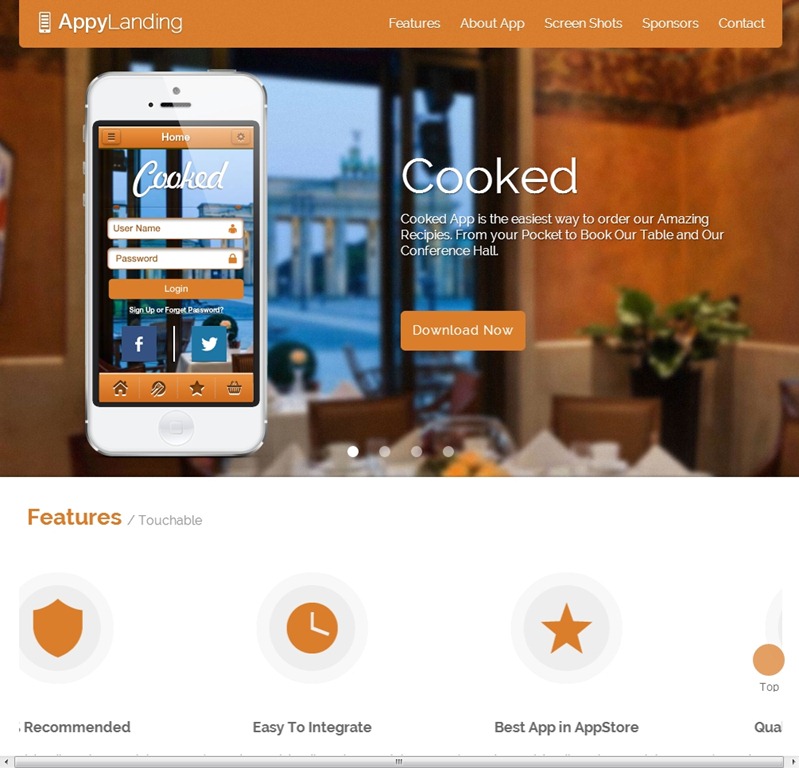 AppyLanding
Features About App Screen Shots Sponsors Contact
Home
Cooked
User Name
Password
Login
Sign Up or Forget Password?
f
Cooked
Cooked App is the easiest way to order our Amazing
Recipies. From your Pocket to Book Our Table and Our
Conference Hall.
Download Now
Features / Touchable
Recommended
Easy To Integrate
Best App in AppStore
Top